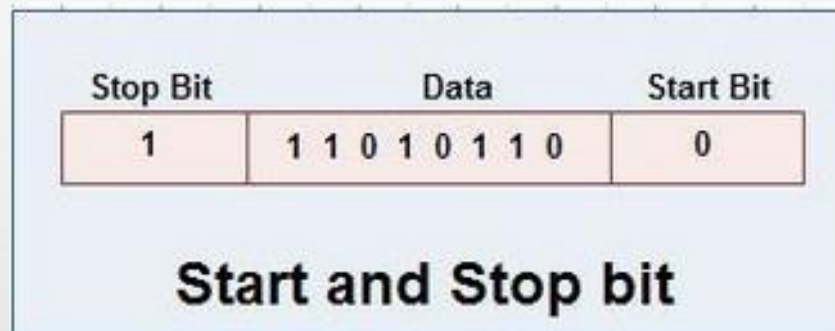 Stop Bit Data Start Bit
1 1 1 0 1 0 1 1 0 0
Start and Stop bit